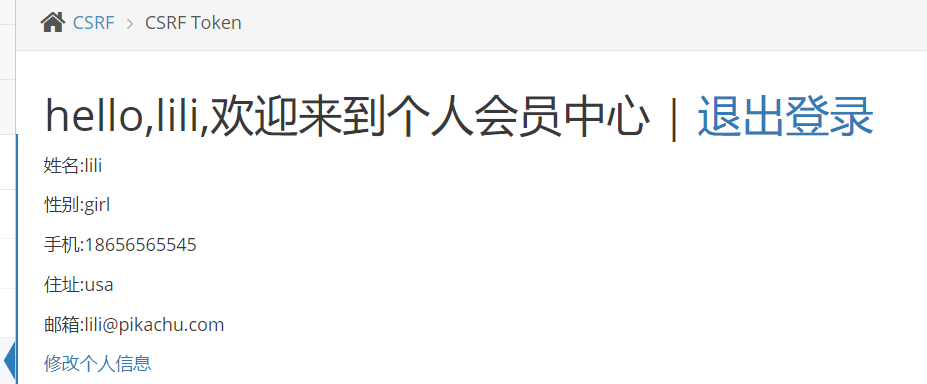 CSRF > CSRF Token
hello,lili,欢迎来到个人会员中心 | 退出登录
姓名:lili
性别:girl
手机:18656565545
住址:usa
邮箱:lili@pikachu.com
修改个人信息